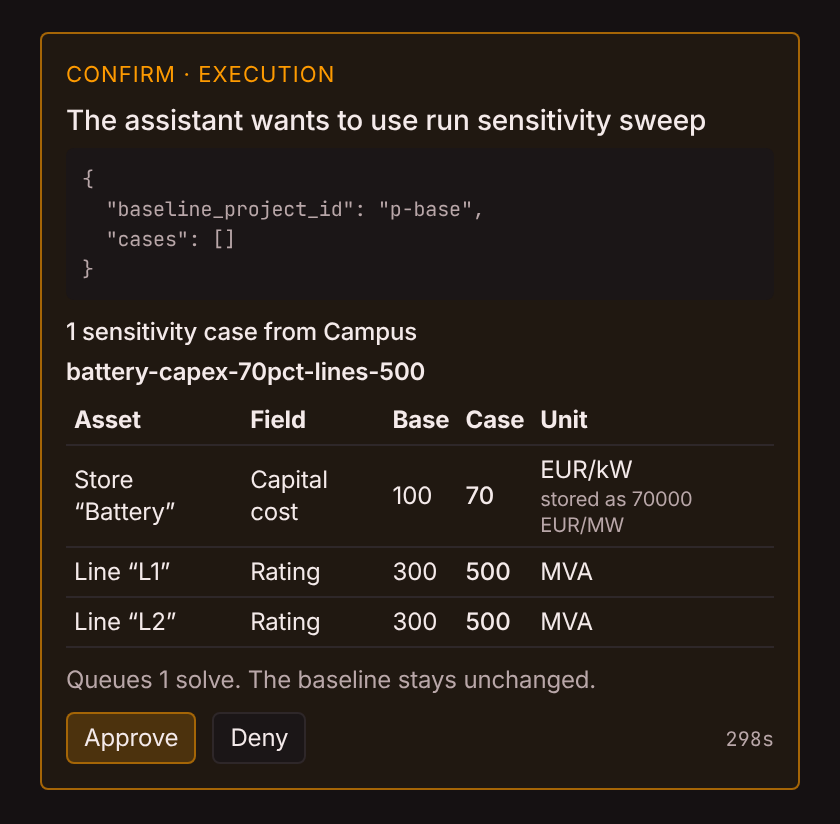 CONFIRM · EXECUTION
The assistant wants to use run sensitivity sweep
{
  "baseline_project_id": "p-base",
  "cases": []
}
1 sensitivity case from Campus
battery-capex-70pct-lines-500
Asset Field Base Case Unit
Store “Battery” Capital cost 100 70 EUR/kW
stored as 70000 EUR/MW
Line “L1” Rating 300 500 MVA
Line “L2” Rating 300 500 MVA
Queues 1 solve. The baseline stays unchanged.
Approve Deny 298s